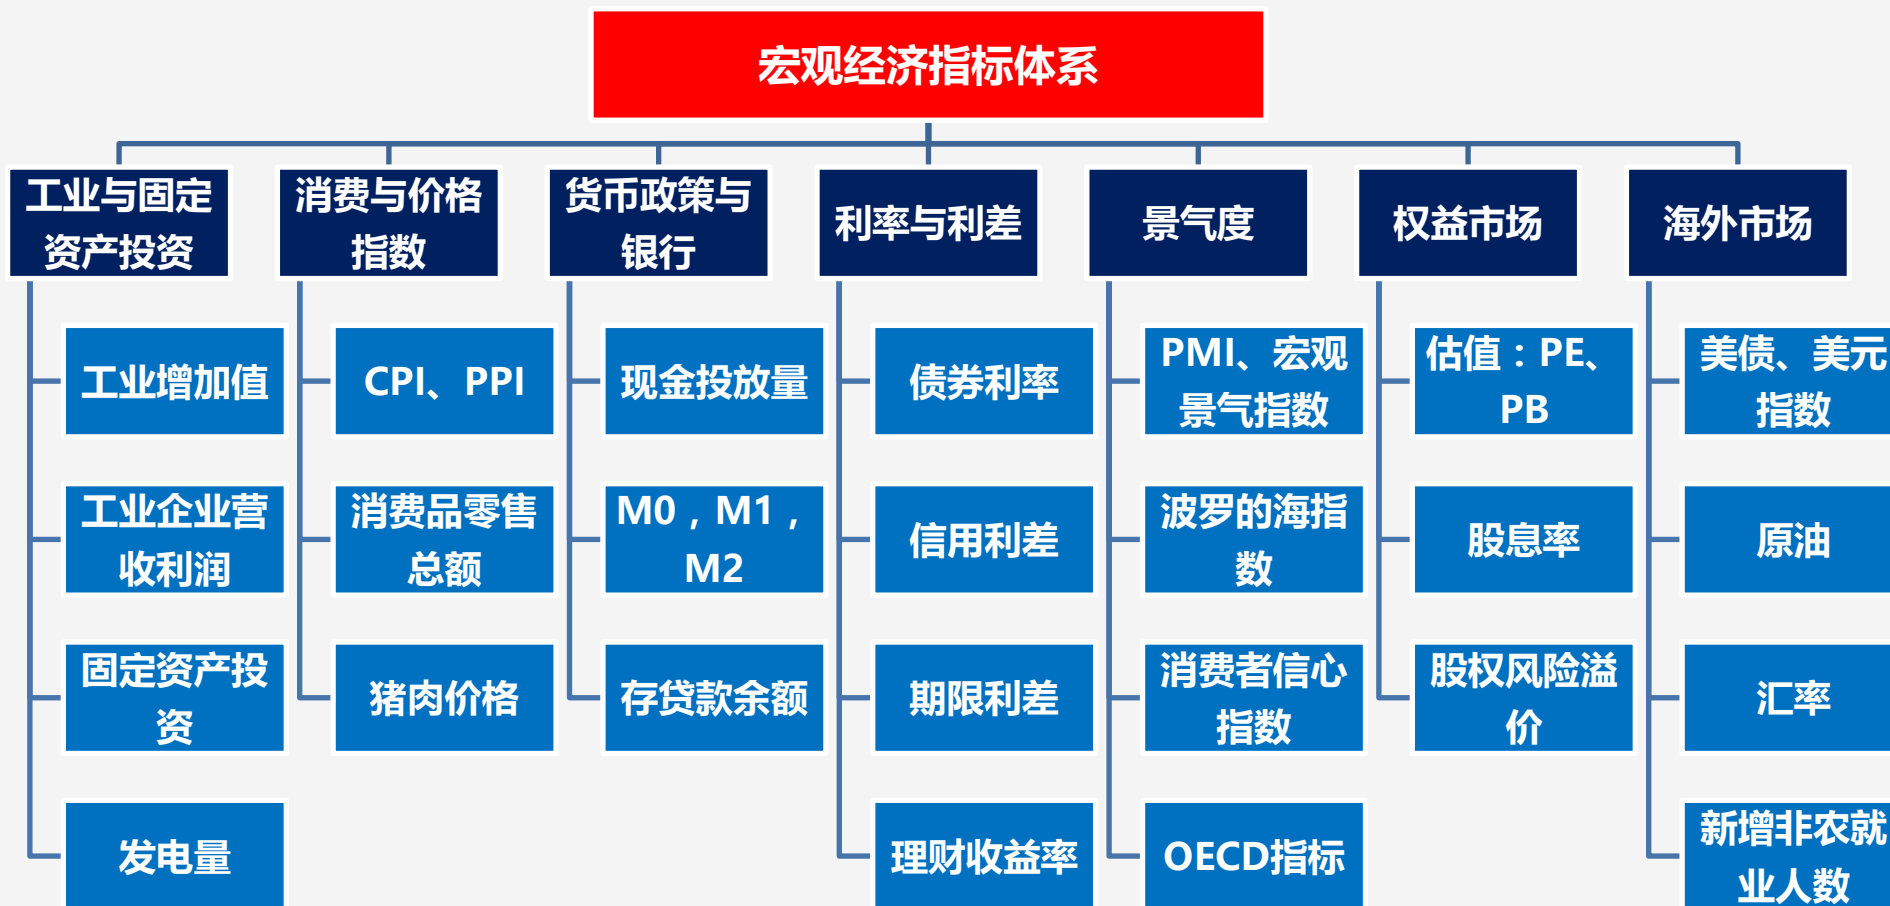 宏观经济指标体系
工业与固定
资产投资
消费与价格
指数
货币政策与
银行
利率与利差
景气度
权益市场
海外市场
工业增加值
CPI、PPI
现金投放量
债券利率
PMI、宏观
景气指数
估值：PE、
PB
美债、美元
指数
工业企业营
收利润
消费品零售
总额
M0，M1，
M2
信用利差
波罗的海指
数
股息率
原油
固定资产投
资
猪肉价格
存贷款余额
期限利差
消费者信心
指数
股权风险溢
价
汇率
发电量
理财收益率
OECD指标
新增非农就
业人数